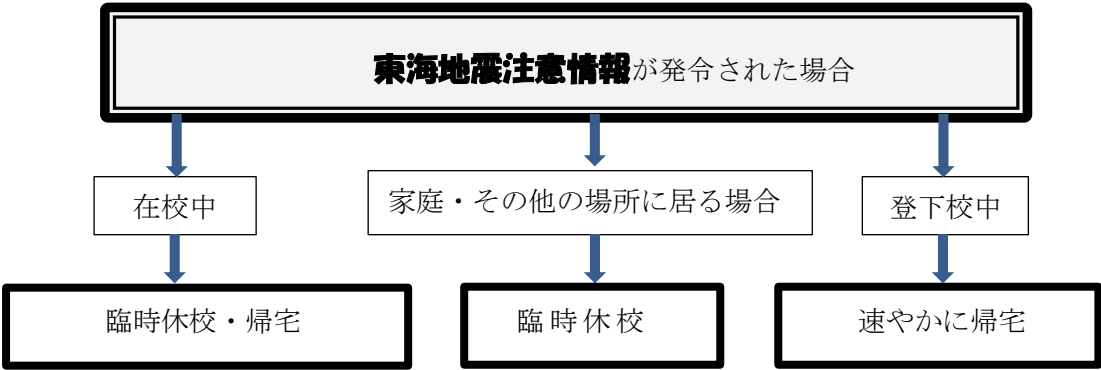 東海地震注意情報が発令された場合
在校中
家庭・その他の場所に居る場合
登下校中
臨時休校・帰宅
臨時休校
速やかに帰宅